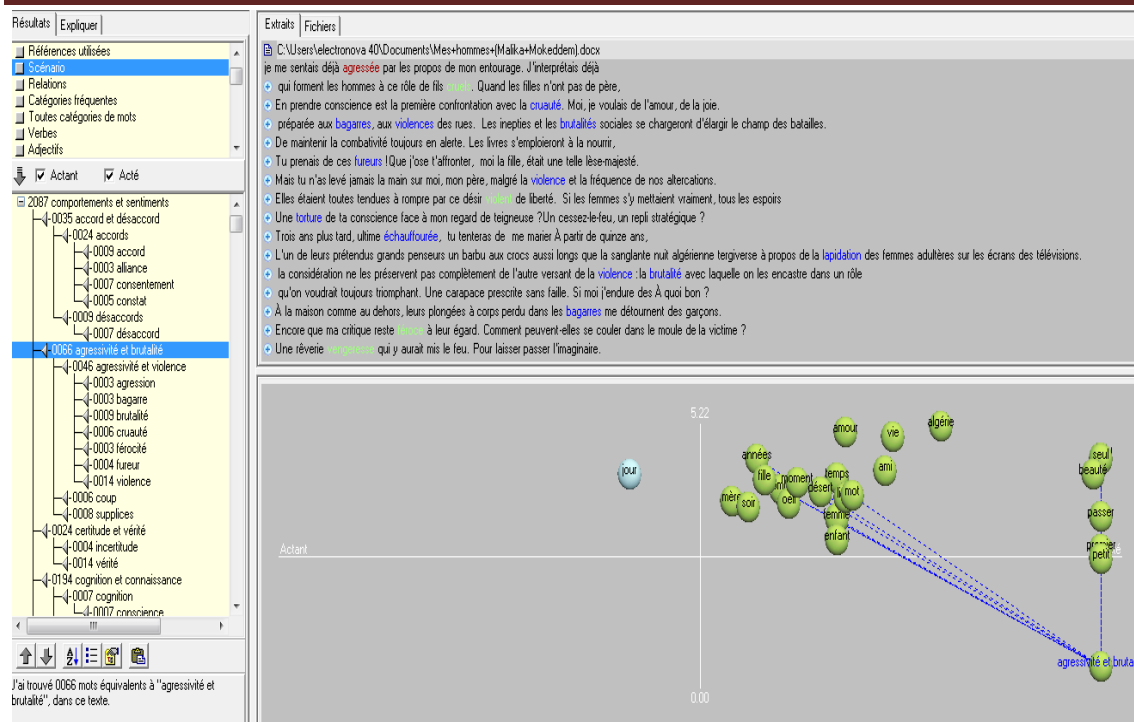 Résultats
Expliquer
Références utilisées
Scénario
Relations
Catégories fréquentes
Toutes catégories de mots
Verbes
Adjectifs
Actant
Acté
2087 comportements et sentiments
0035 accord et désaccord
0024 accords
0009 accord
0003 alliance
0007 consentement
0005 constat
0009 désaccords
0007 désaccord
0066 agressivité et brutalité
0046 agressivité et violence
0003 agression
0003 bagarre
0009 brutalité
0006 cruauté
0003 férocité
0004 fureur
0014 violence
0006 coup
0008 supplices
0024 certitude et vérité
0004 incertitude
0014 vérité
0194 cognition et connaissance
0007 cognition
0007 conscience
J'ai trouvé 0066 mots équivalents à "agressivité et
brutalité", dans ce texte.
Extraits
Fichiers
C:\Users\electronova 40\Documents\Mes+hommes+(Malika+Mokeddem).docx
je me sentais déjà agressée par les propos de mon entourage. J'interprétais déjà
qui forment les hommes à ce rôle de fils cruels. Quand les filles n'ont pas de père,
En prendre conscience est la première confrontation avec la cruauté. Moi, je voulais de l'amour, de la joie.
préparée aux bagarres, aux violences des rues. Les inepties et les brutalités sociales se chargeront d'élargir le champ des batailles.
De maintenir la combativité toujours en alerte. Les livres s'emploieront à la nourrir,
Tu prenais de ces fureurs !Que j'ose t'affronter, moi la fille, était une telle lèse-majesté.
Mais tu n'as levé jamais la main sur moi, mon père, malgré la violence et la fréquence de nos altercations.
Elles étaient toutes tendues à rompre par ce désir violent de liberté. Si les femmes s'y mettaient vraiment, tous les espoirs
Une torture de ta conscience face à mon regard de teigneuse ?Un cessez-le-feu, un repli stratégique ?
Trois ans plus tard, ultime échauffourée, tu tenteras de me marier À partir de quinze ans,
L'un de leurs prétendus grands penseurs un barbu aux crocs aussi longs que la sanglante nuit algérienne tergiverse à propos de la lapidation des femmes adultères sur les écrans des télévisions.
la considération ne les préservent pas complètement de l'autre versant de la violence :la brutalité avec laquelle on les encastre dans un rôle
qu'on voudrait toujours triomphant. Une carapace prescrite sans faille. Si moi j'endure des À quoi bon ?
À la maison comme au dehors, leurs plongées à corps perdu dans les bagarres me détournent des garçons.
Encore que ma critique reste féroce à leur égard. Comment peuvent-elles se couler dans le moule de la victime ?
Une rêverie vengeresse qui y aurait mis le feu. Pour laisser passer l'imaginaire.
5.22
algérie
amour
vie
seul
années
beauté
ami
jour
fille
moment
temps
désert
mot
mère
soir
oeil
passer
femme
enfant
premier
petit
Actant
agressivité et bruta
0.00